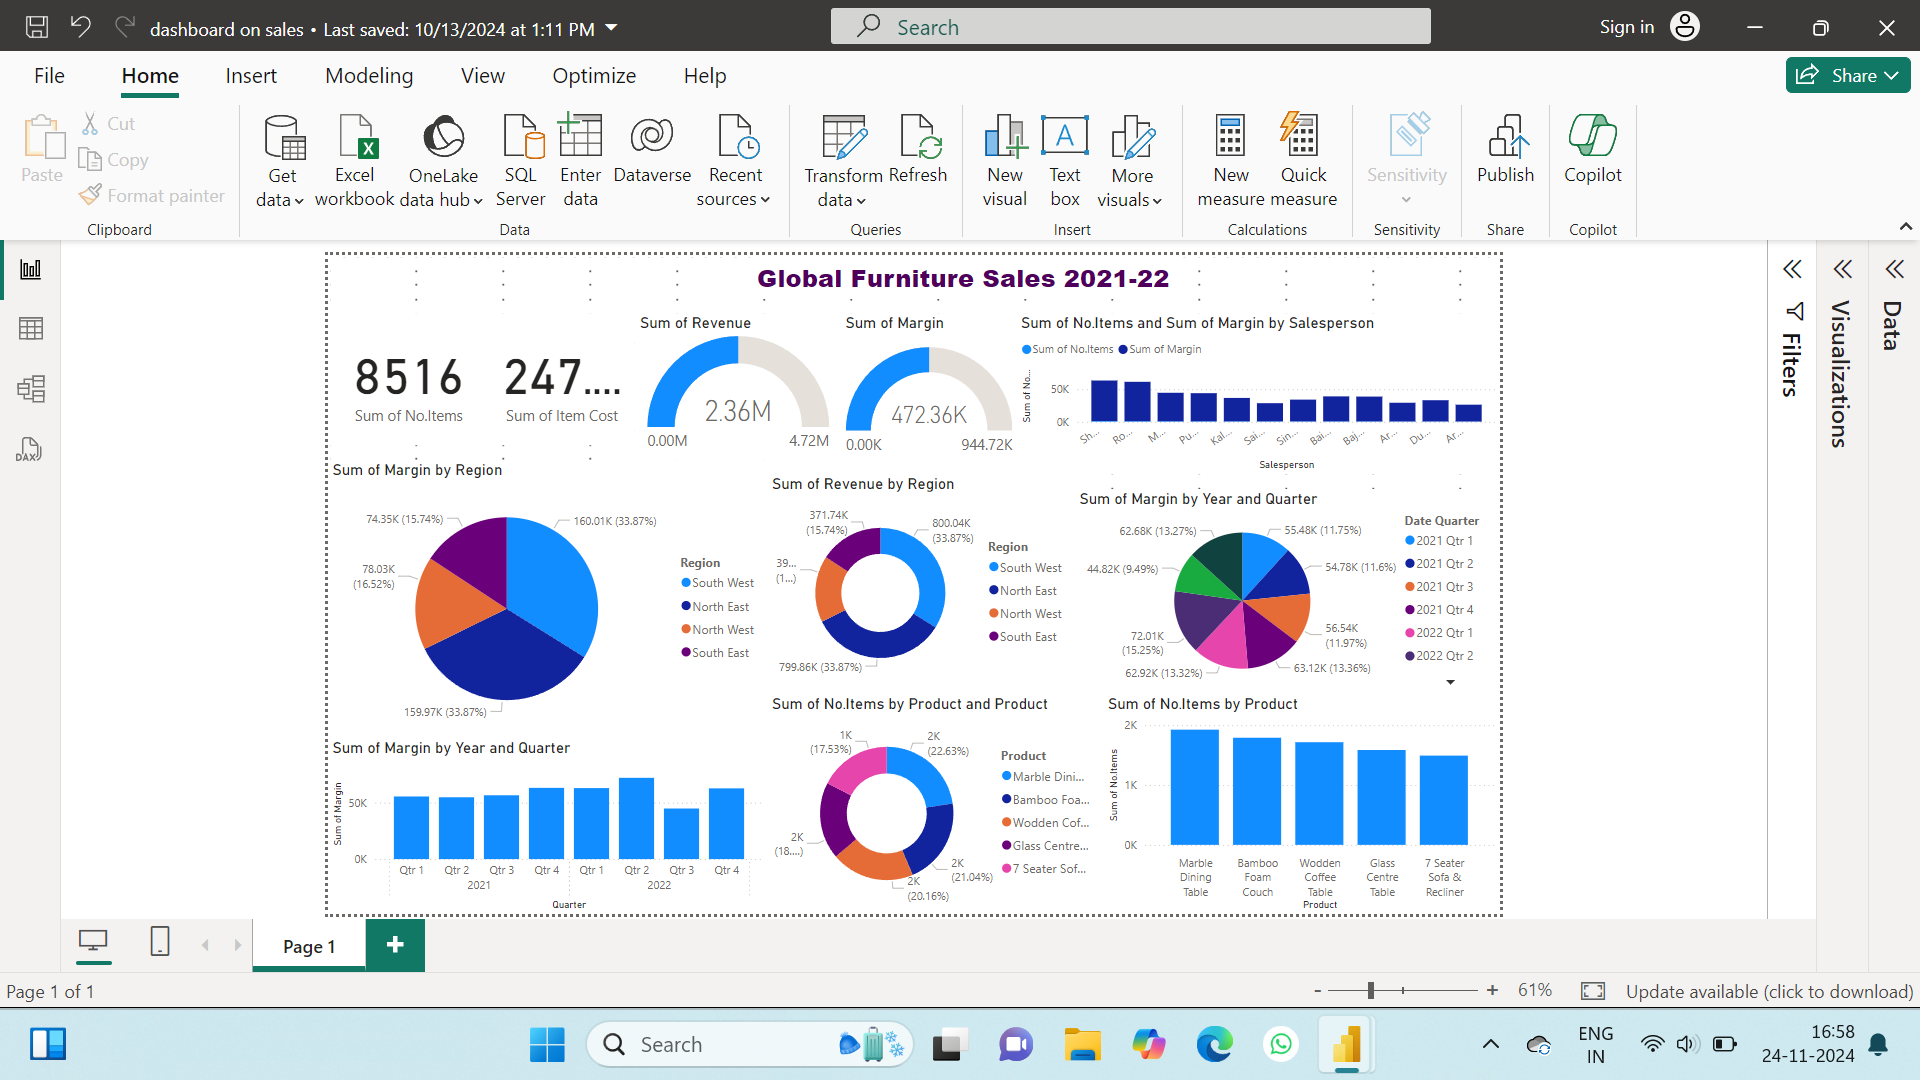 dashboard on sales • Last saved: 10/13/2024 at 1:11 PM
Search
Sign in
File Home Insert Modeling View Optimize Help
Share
Paste
Cut
Copy
Format painter
Clipboard
Get data
Excel workbook
OneLake data hub
SQL Server
Enter data
Dataverse
Recent sources
Data
Transform data
Refresh
Queries
New visual
Text box
More visuals
Insert
New measure
Quick measure
Calculations
Sensitivity
Sensitivity
Publish
Share
Copilot
Copilot
DAX
Filters
Visualizations
Data
Global Furniture Sales 2021-22
8516
Sum of No.Items
247....
Sum of Item Cost
Sum of Revenue
2.36M
0.00M 4.72M
Sum of Margin
472.36K
0.00K 944.72K
Sum of No.Items and Sum of Margin by Salesperson
Sum of No.Items Sum of Margin
Sum of No...
50K
0K
Sh... Ro... M... Pu... Kal... Sai... Sin... Bai... Baj... Ar... Du... Ar...
Salesperson
Sum of Margin by Region
74.35K (15.74%)
160.01K (33.87%)
78.03K
(16.52%)
159.97K (33.87%)
Region
South West
North East
North West
South East
Sum of Revenue by Region
371.74K
(15.74%)
800.04K
(33.87%)
39...
(1...)
799.86K (33.87%)
Region
South West
North East
North West
South East
Sum of Margin by Year and Quarter
62.68K (13.27%)
55.48K (11.75%)
44.82K (9.49%)
54.78K (11.6%)
72.01K
(15.25%)
56.54K
(11.97%)
62.92K (13.32%)
63.12K (13.36%)
Date Quarter
2021 Qtr 1
2021 Qtr 2
2021 Qtr 3
2021 Qtr 4
2022 Qtr 1
2022 Qtr 2
Sum of Margin by Year and Quarter
Sum of Margin
50K
0K
Qtr 1 Qtr 2 Qtr 3 Qtr 4 Qtr 1 Qtr 2 Qtr 3 Qtr 4
2021 2022
Quarter
Sum of No.Items by Product and Product
1K
(17.53%)
2K
(22.63%)
2K
(18....)
2K
(21.04%)
2K
(20.16%)
Product
Marble Dini...
Bamboo Foa...
Wodden Cof...
Glass Centre...
7 Seater Sof...
Sum of No.Items by Product
Sum of No.Items
2K
1K
0K
Marble Dining Table
Bamboo Foam Couch
Wodden Coffee Table
Glass Centre Table
7 Seater Sofa & Recliner
Product
Page 1
Page 1 of 1
61%
Update available (click to download)
Search
ENG
IN
16:58
24-11-2024